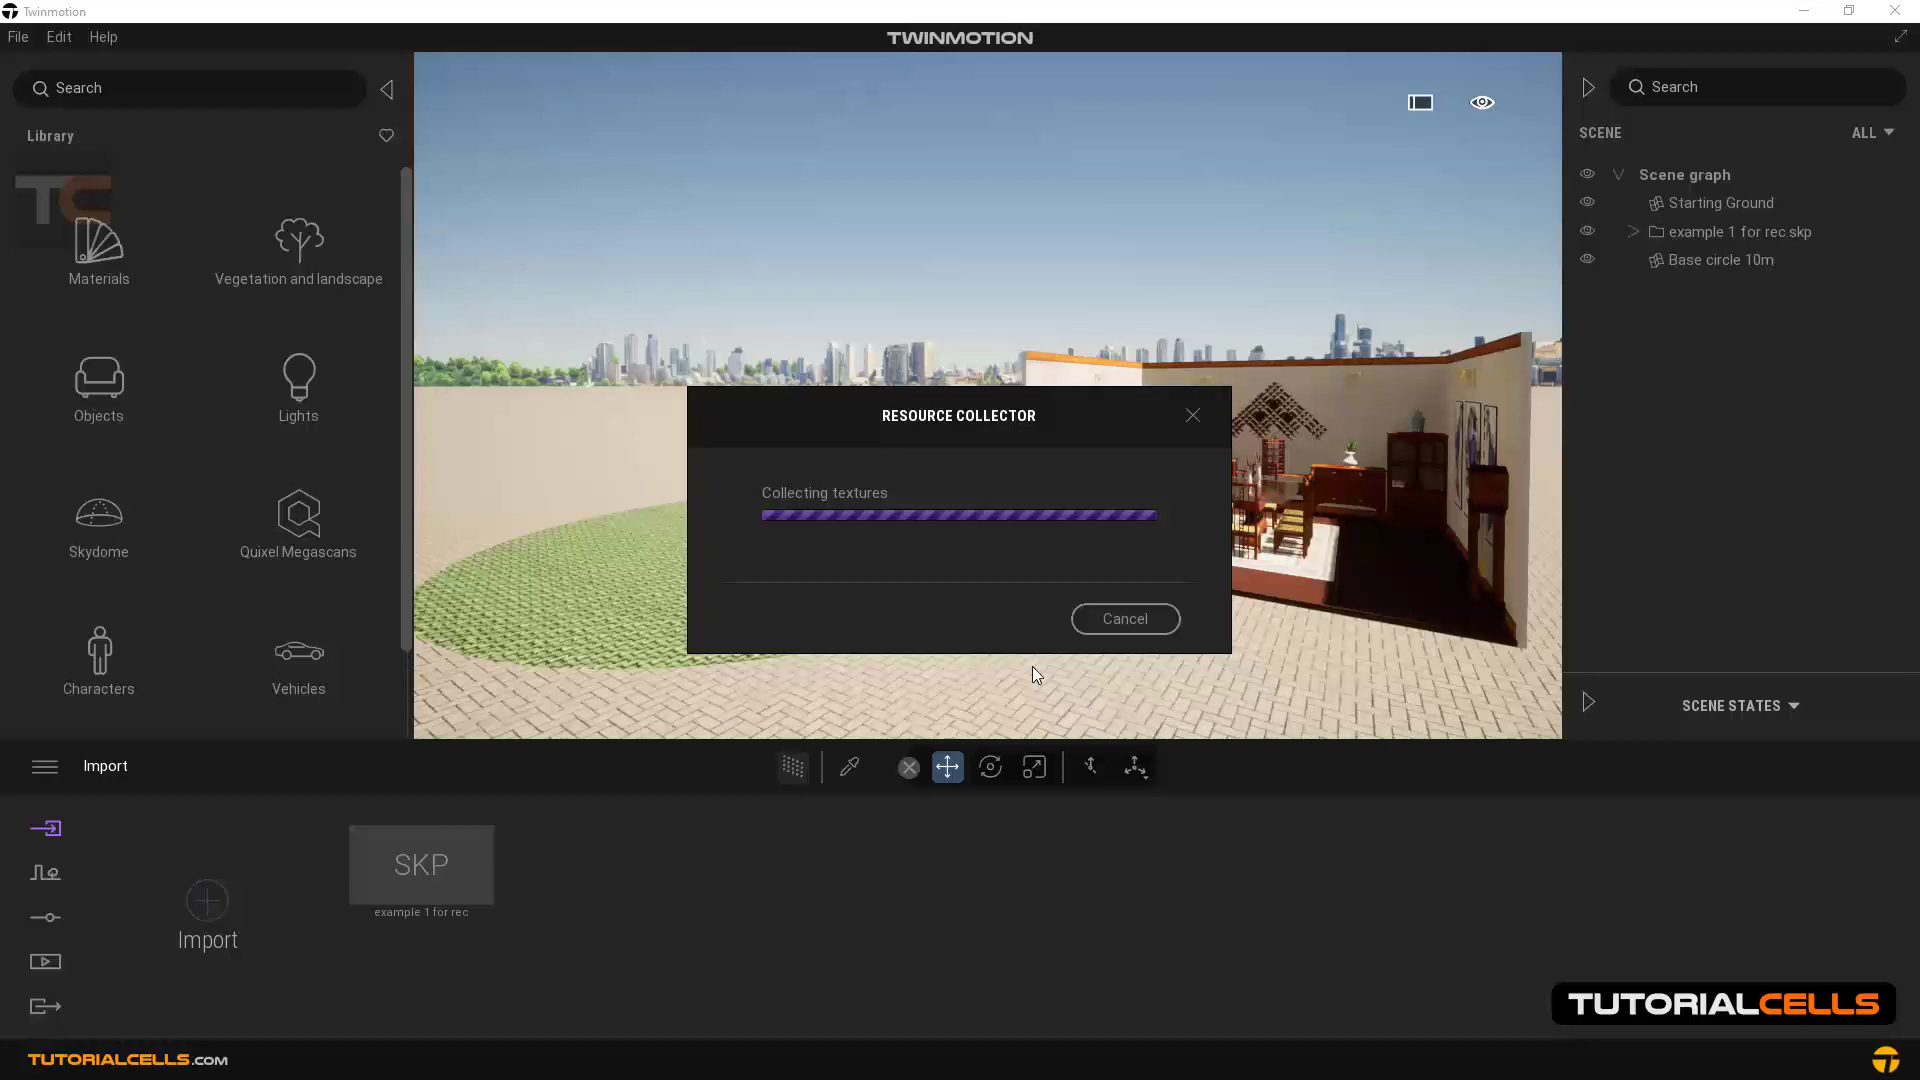 Twinmotion
File Edit Help
TWINMOTION
Search
Library
TC
Materials
Vegetation and landscape
Objects
Lights
Skydome
Quixel Megascans
Characters
Vehicles
RESOURCE COLLECTOR
Collecting textures
Cancel
Search
SCENE
ALL
Scene graph
Starting Ground
example 1 for rec.skp
Base circle 10m
SCENE STATES
Import
Import
SKP
example 1 for rec
TUTORIALCELLS
TUTORIALCELLS.COM